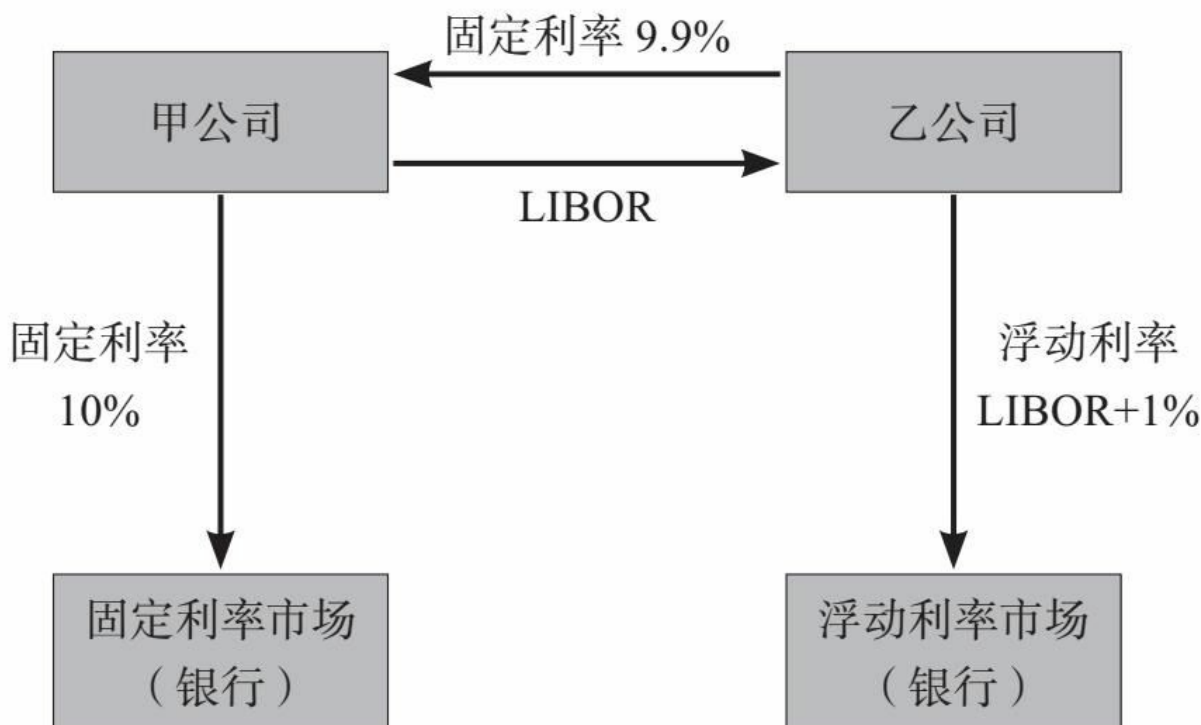 固定利率 9.9%
甲公司
乙公司
LIBOR
固定利率
10%
浮动利率
LIBOR+1%
固定利率市场
（银行）
浮动利率市场
（银行）